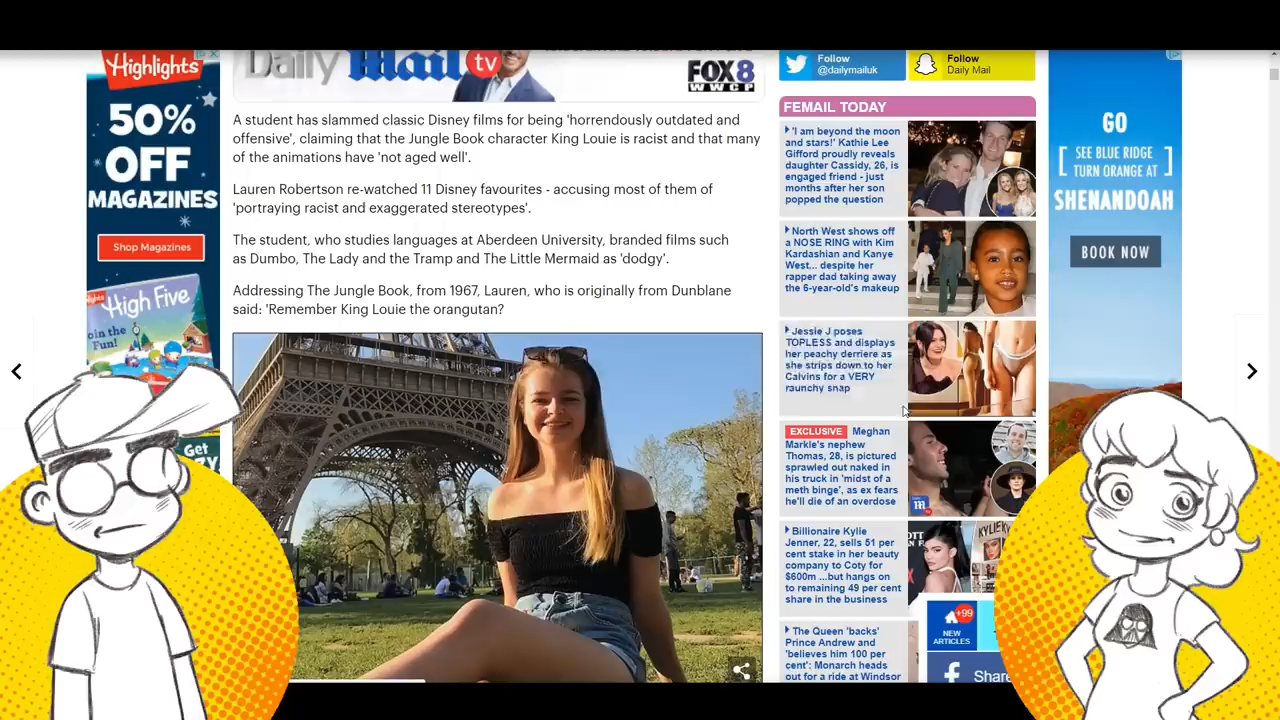 Highlights
50%
OFF
MAGAZINES
Shop Magazines
High Five
Join the
Fun!
Get
Daily Mail tv
FOX8
WWCP
A student has slammed classic Disney films for being 'horrendously outdated and
offensive', claiming that the Jungle Book character King Louie is racist and that many
of the animations have 'not aged well'.
Lauren Robertson re-watched 11 Disney favourites - accusing most of them of
'portraying racist and exaggerated stereotypes'.
The student, who studies languages at Aberdeen University, branded films such
as Dumbo, The Lady and the Tramp and The Little Mermaid as 'dodgy'.
Addressing The Jungle Book, from 1967, Lauren, who is originally from Dunblane
said: 'Remember King Louie the orangutan?
Follow
@dailymailuk
Follow
Daily Mail
FEMAIL TODAY
'I am beyond the moon
and stars!' Kathie Lee
Gifford proudly reveals
daughter Cassidy, 26, is
engaged friend - just
months after her son
popped the question
North West shows off
a NOSE RING with Kim
Kardashian and Kanye
West... despite her
rapper dad taking away
the 6-year-old's makeup
Jessie J poses
TOPLESS and displays
her peachy derriere as
she strips down to her
Calvins for a VERY
raunchy snap
EXCLUSIVE Meghan
Markle's nephew
Thomas, 28, is pictured
sprawled out naked in
his truck in 'midst of a
meth binge', as ex fears
he'll die of an overdose
Billionaire Kylie
Jenner, 22, sells 51 per
cent stake in her beauty
company to Coty for
$600m ...but hangs on
to remaining 49 per cent
share in the business
The Queen 'backs'
Prince Andrew and
'believes him 100 per
cent': Monarch heads
out for a ride at Windsor
+99
NEW
ARTICLES
Share
GO
SEE BLUE RIDGE
TURN ORANGE AT
SHENANDOAH
BOOK NOW